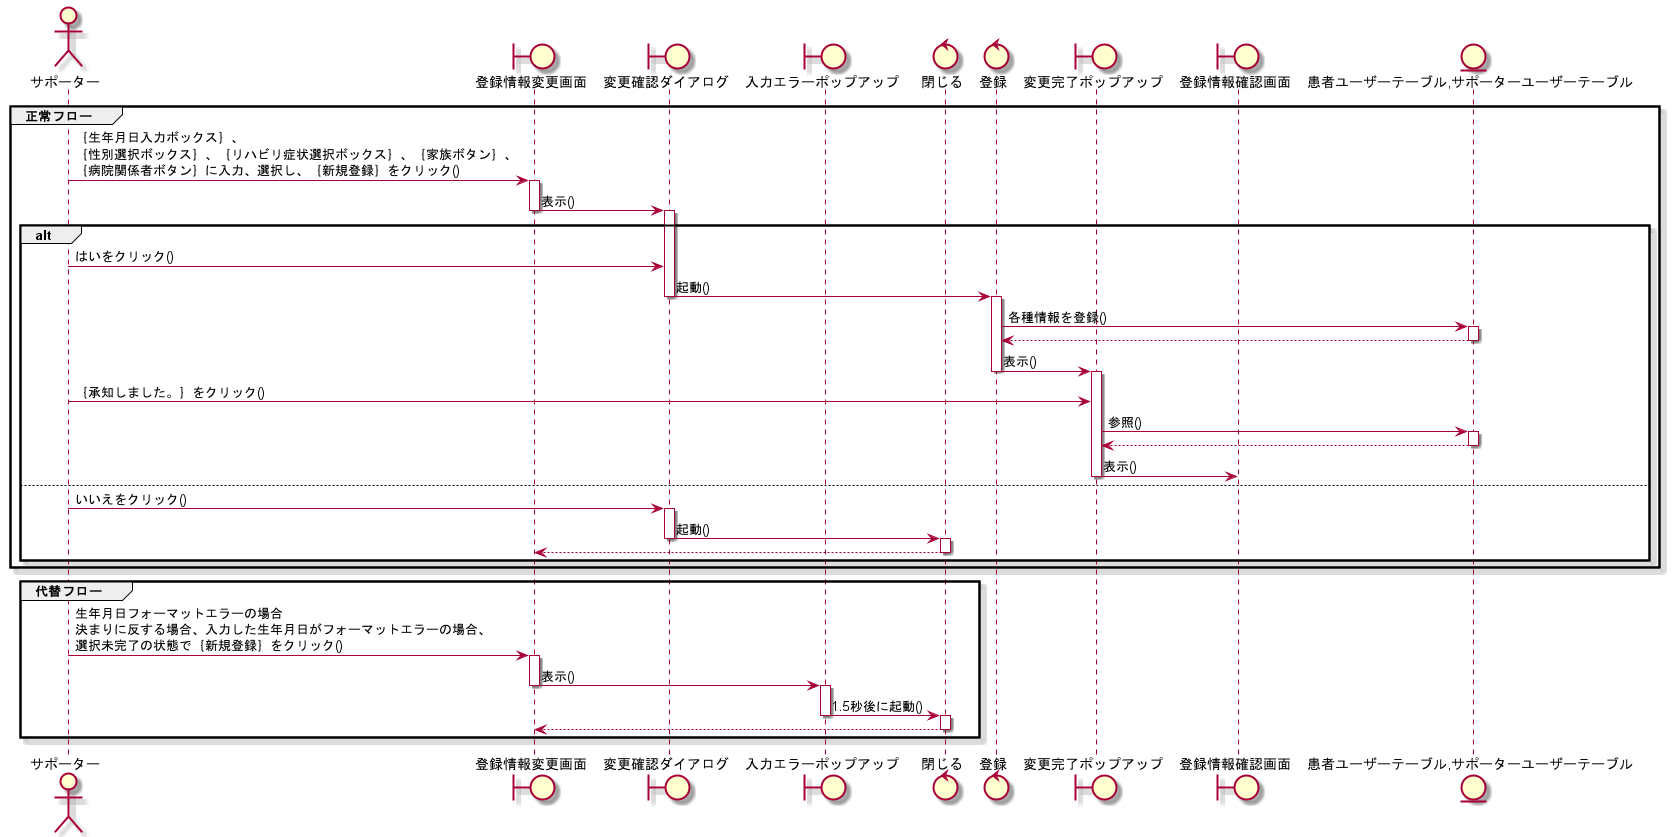 サポーター
登録情報変更画面
変更確認ダイアログ
入力エラーポップアップ
閉じる
登録
変更完了ポップアップ
登録情報確認画面
患者ユーザーテーブル,サポーターユーザーテーブル
正常フロー
｛生年月日入力ボックス｝、
｛性別選択ボックス｝、｛リハビリ症状選択ボックス｝、｛家族ボタン｝、
｛病院関係者ボタン｝に入力、選択し、｛新規登録｝をクリック()
表示()
alt
はいをクリック()
起動()
各種情報を登録()
表示()
｛承知しました。｝をクリック()
参照()
表示()
いいえをクリック()
起動()
代替フロー
生年月日フォーマットエラーの場合
決まりに反する場合、入力した生年月日がフォーマットエラーの場合、
選択未完了の状態で｛新規登録｝をクリック()
表示()
1.5秒後に起動()
サポーター
登録情報変更画面
変更確認ダイアログ
入力エラーポップアップ
閉じる
登録
変更完了ポップアップ
登録情報確認画面
患者ユーザーテーブル,サポーターユーザーテーブル